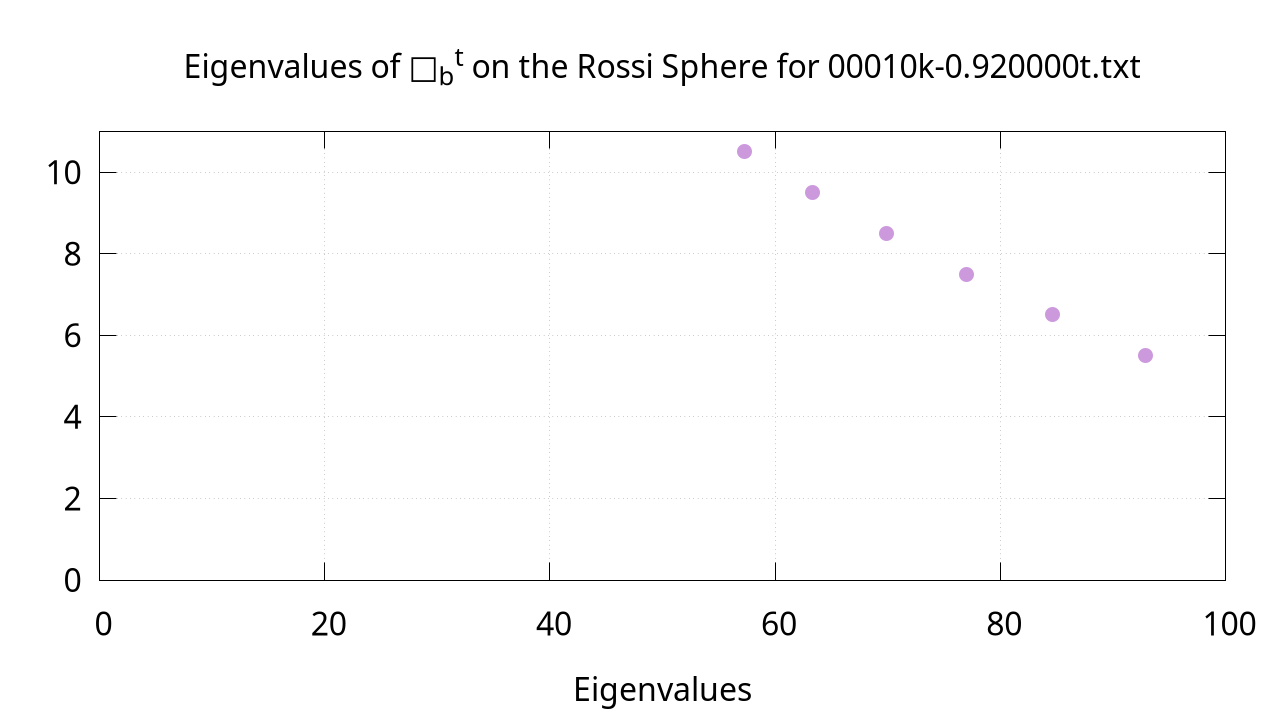 Eigenvalues of □b^t on the Rossi Sphere for 00010k-0.920000t.txt
10
8
6
4
2
0
0 20 40 60 80 100
Eigenvalues